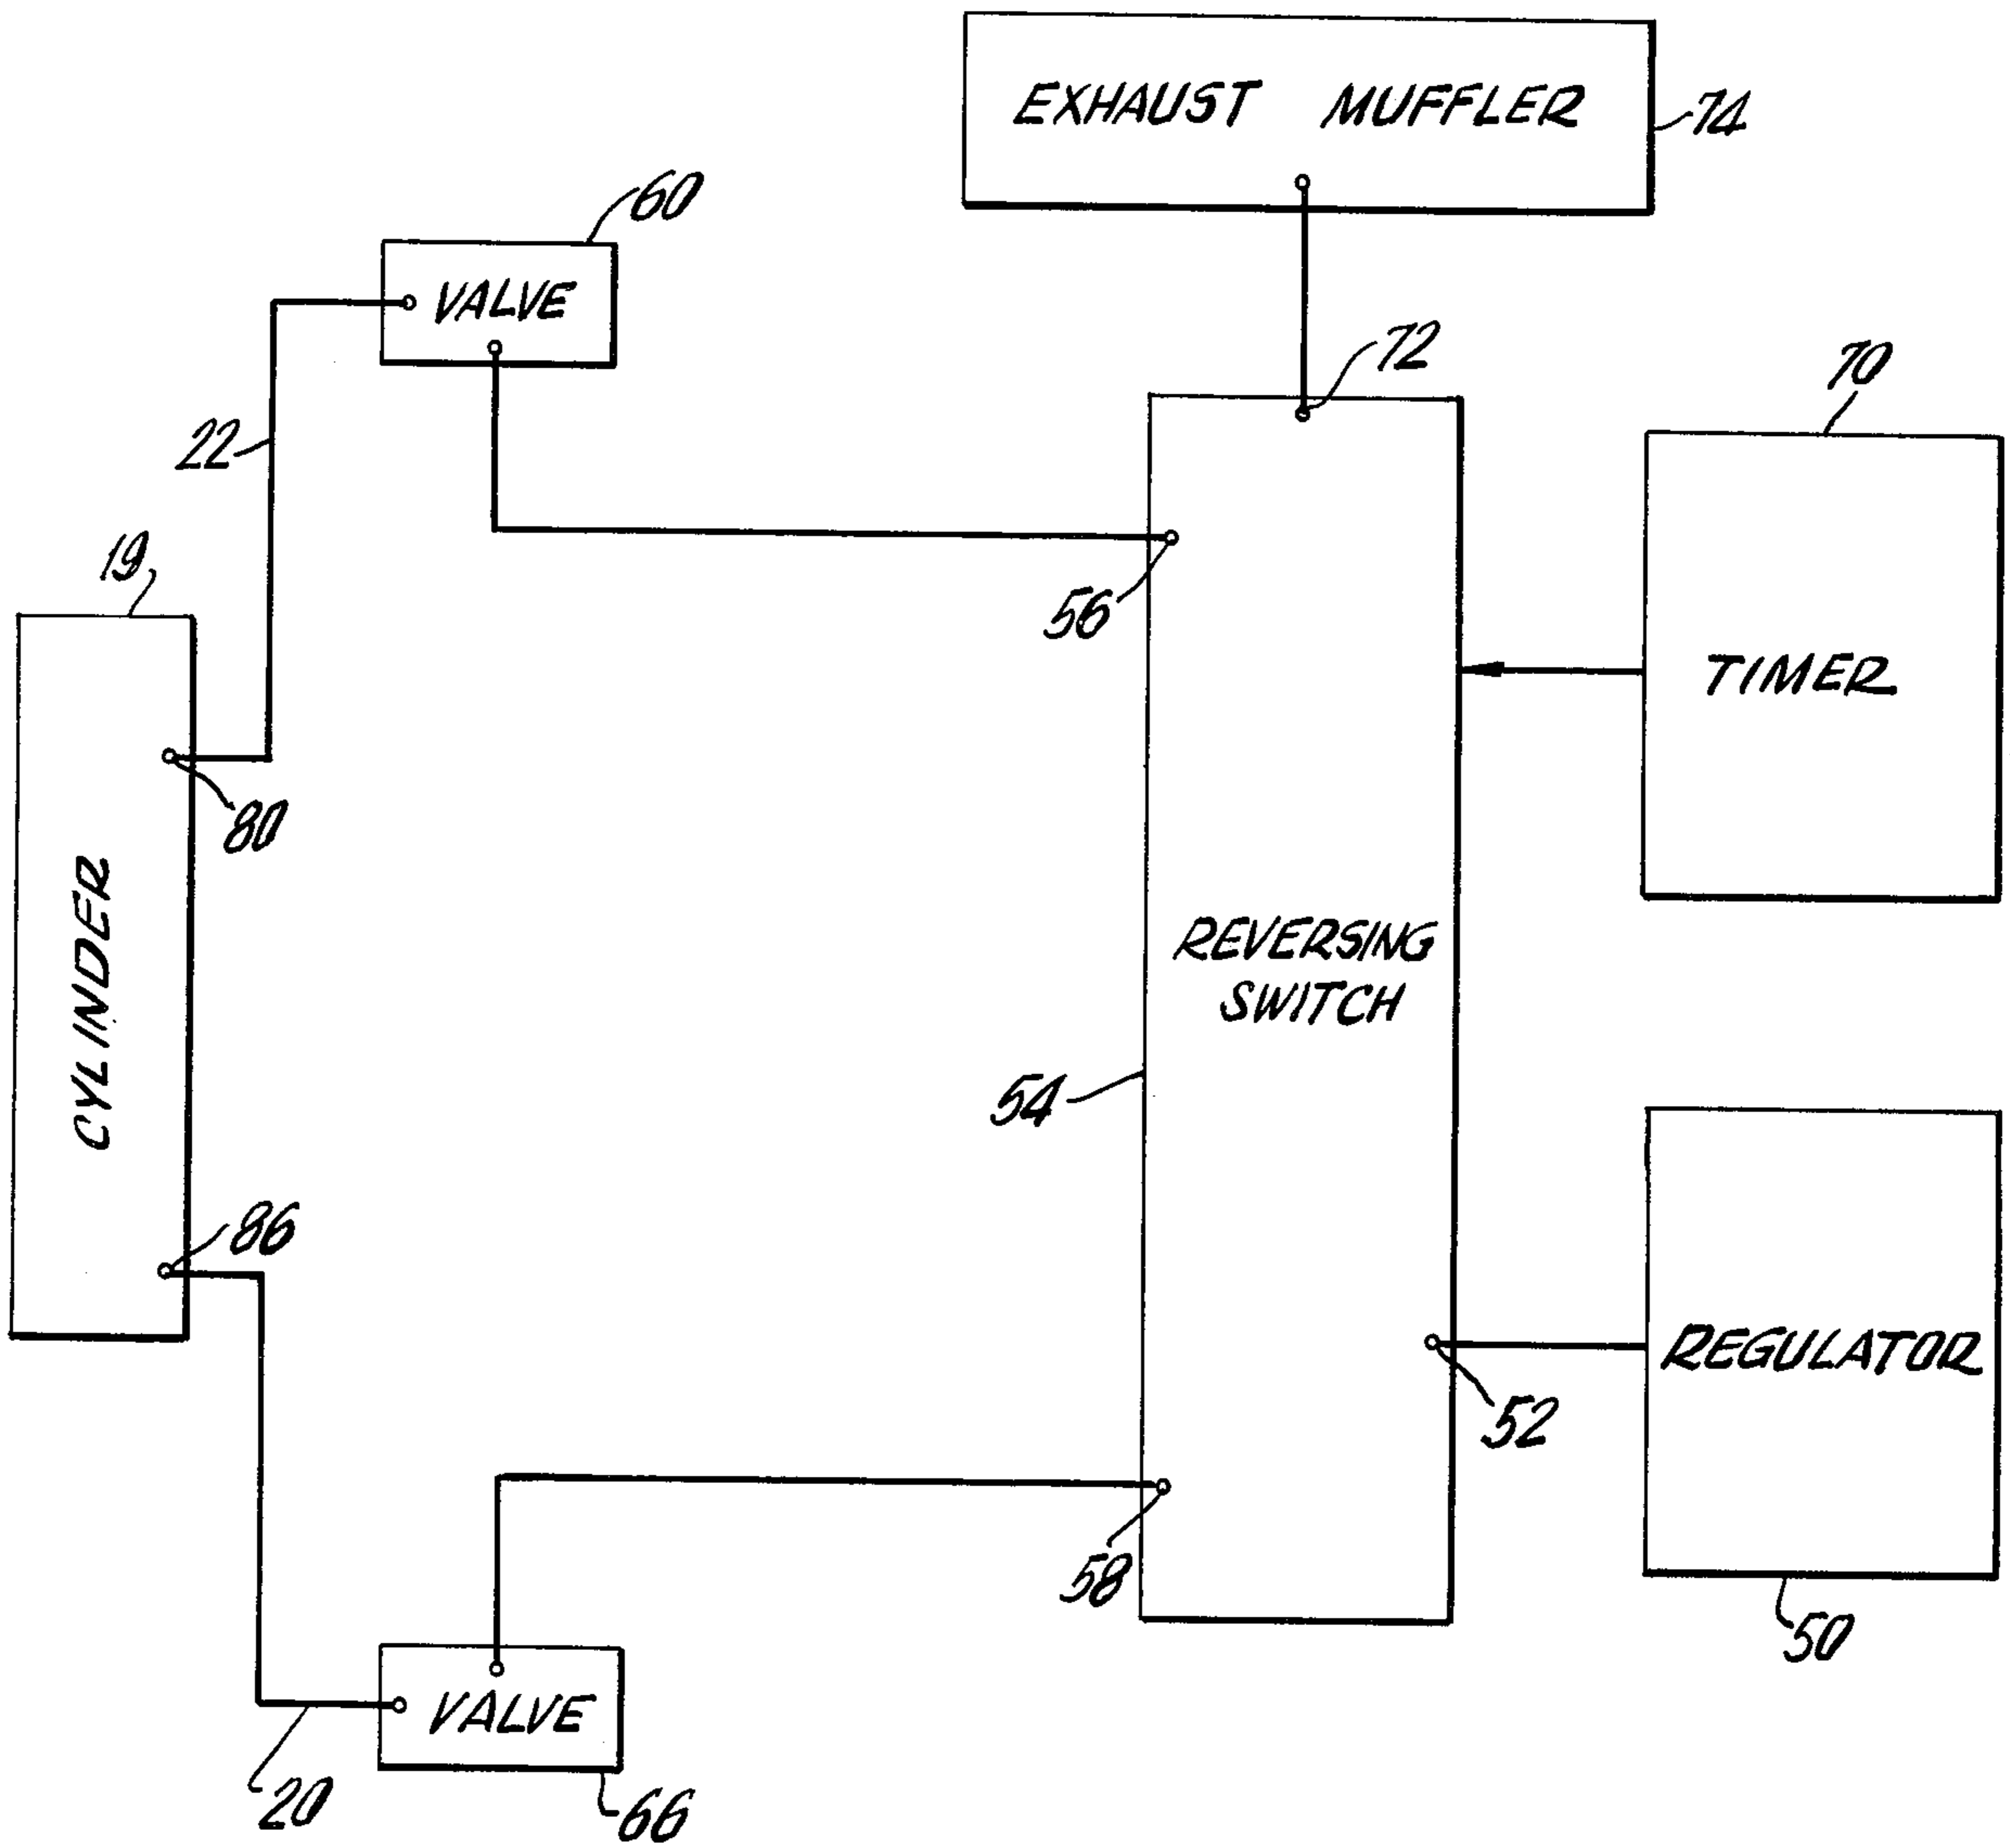 EXHAUST MUFFLER
74
60
VALVE
72
70
22
19
56
TIMER
80
CYLINDER
REVERSING
SWITCH
54
86
REGULATOR
52
58
50
VALVE
20
66